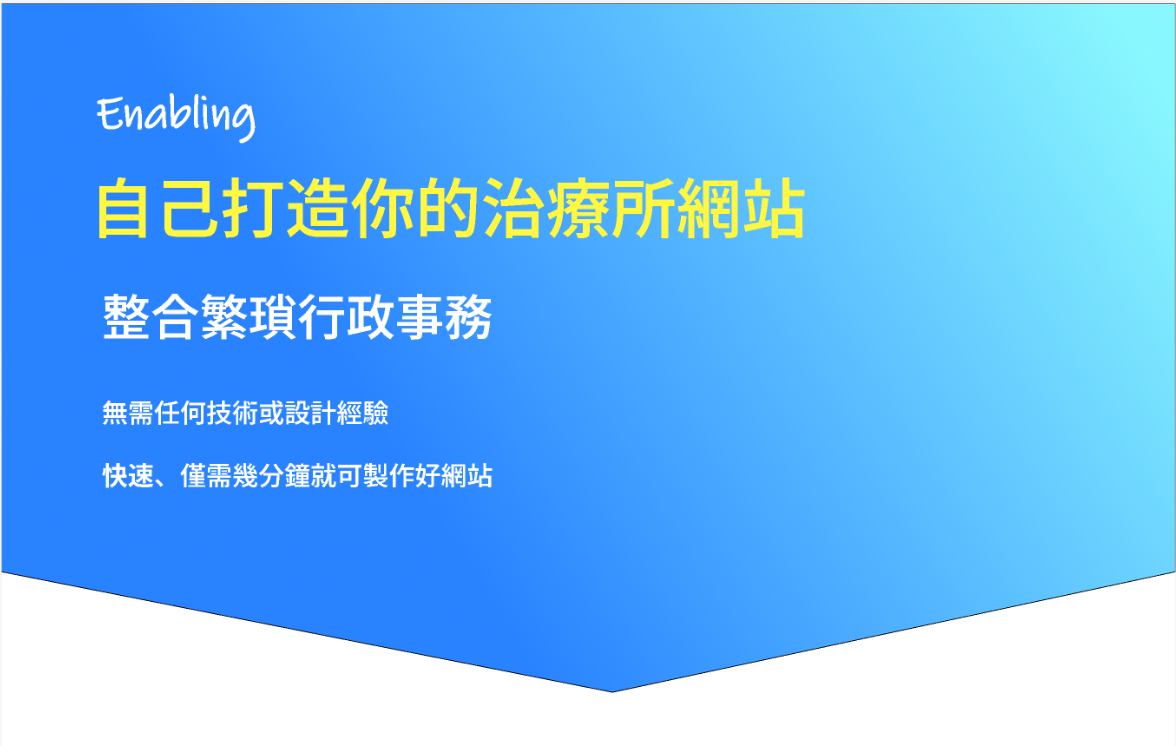 Enabling
自己打造你的治療所網站
整合繁瑣行政事務
無需任何技術或設計經驗
快速、僅需幾分鐘就可製作好網站